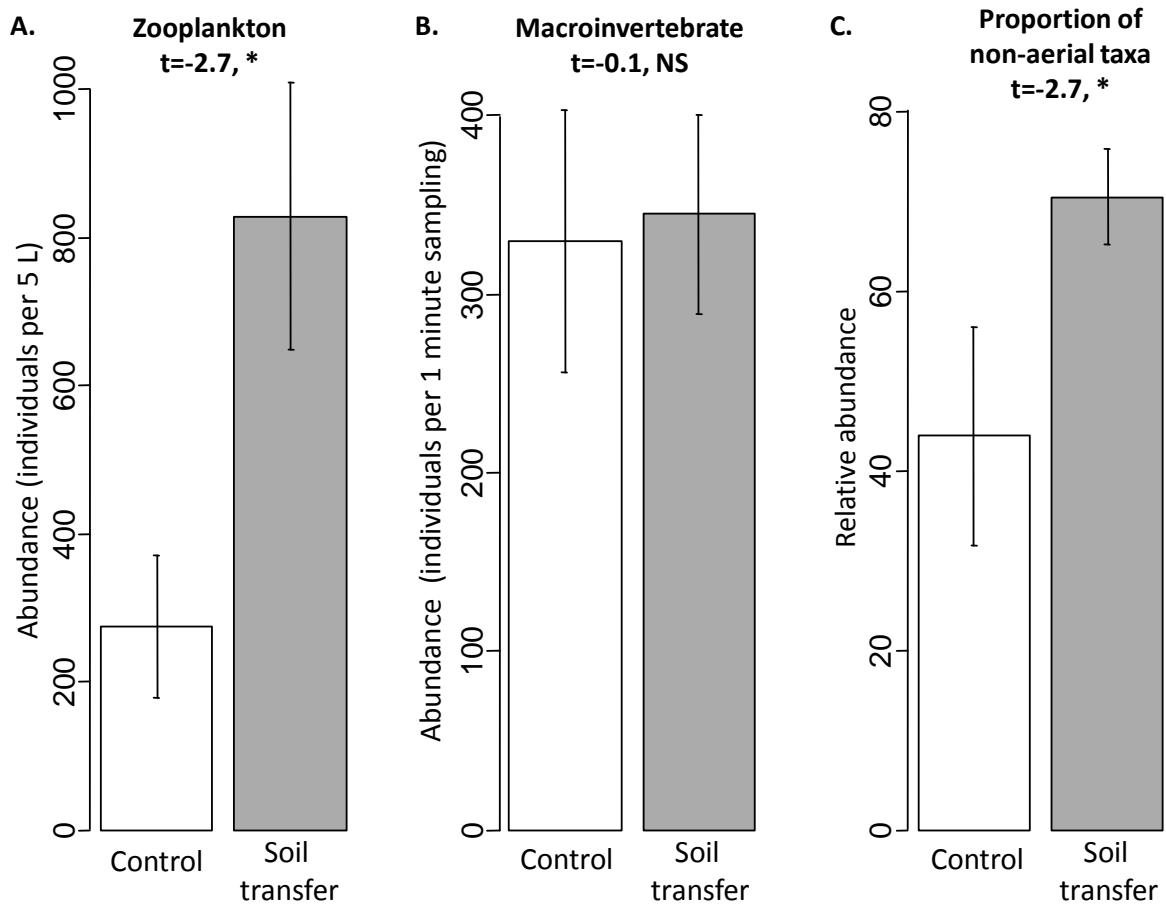 A.
Zooplankton
t=-2.7, *
Abundance (individuals per 5 L)
1000
800
600
400
200
0
Control
Soil
transfer
B.
Macroinvertebrate
t=-0.1, NS
Abundance (individuals per 1 minute sampling)
400
300
200
100
0
Control
Soil
transfer
C.
Proportion of
non-aerial taxa
t=-2.7, *
Relative abundance
80
60
40
20
0
Control
Soil
transfer